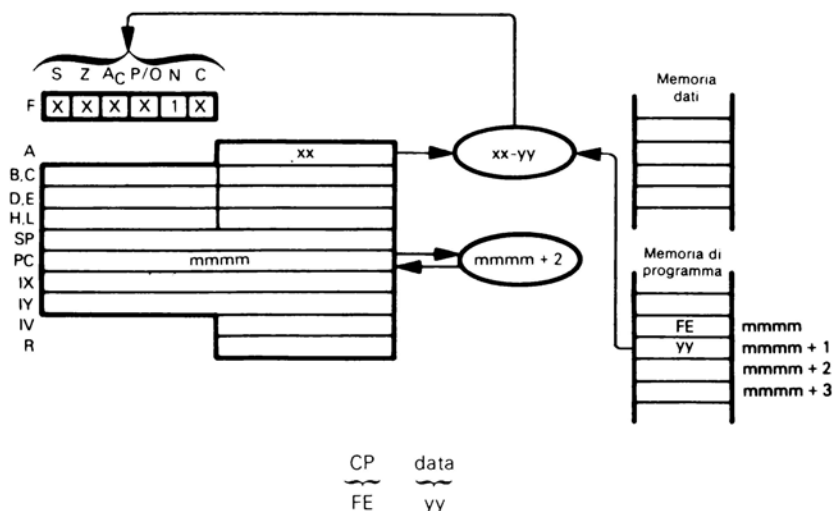 S Z AC P/O N C
F X X X X 1 X
A xx
B,C
D,E
H,L
SP
PC mmmm
IX
IY
IV
R
xx-yy
mmmm + 2
Memoria
dati
Memoria di
programma
FE mmmm
yy mmmm + 1
mmmm + 2
mmmm + 3
CP data
FE yy